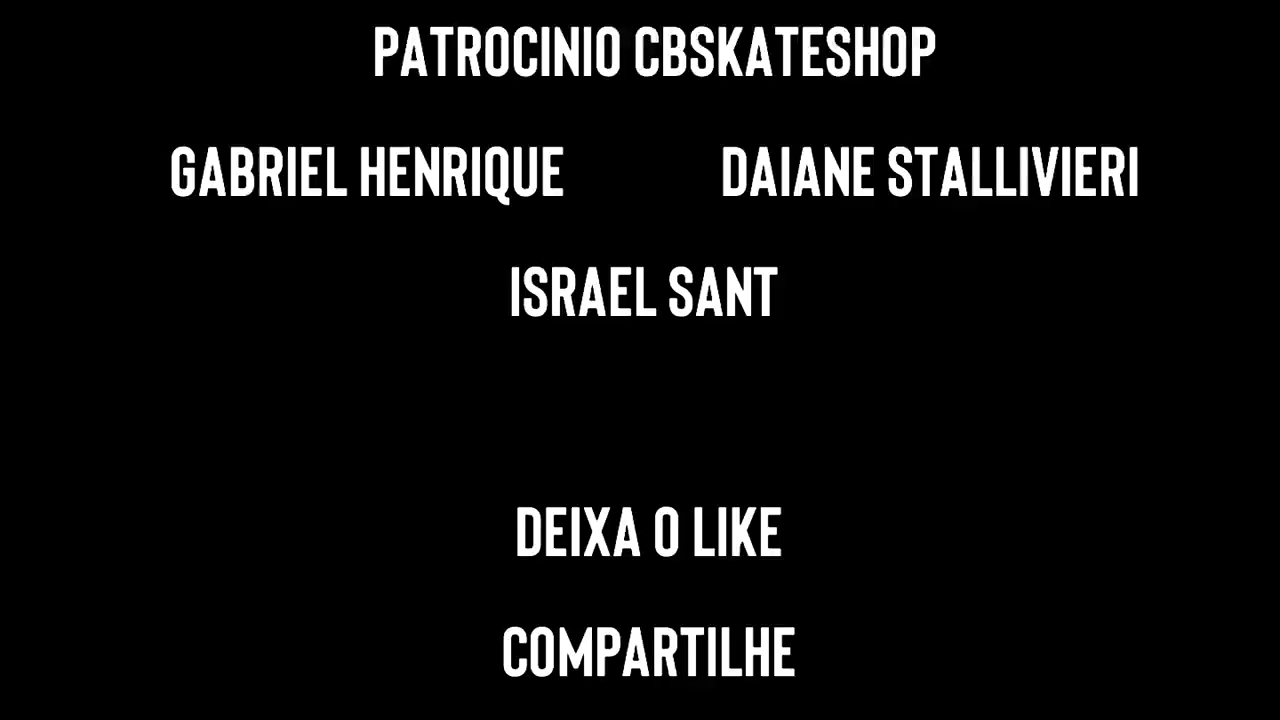 PATROCINIO CBSKATESHOP
GABRIEL HENRIQUE DAIANE STALLIVIERI
ISRAEL SANT
DEIXA O LIKE
COMPARTILHE